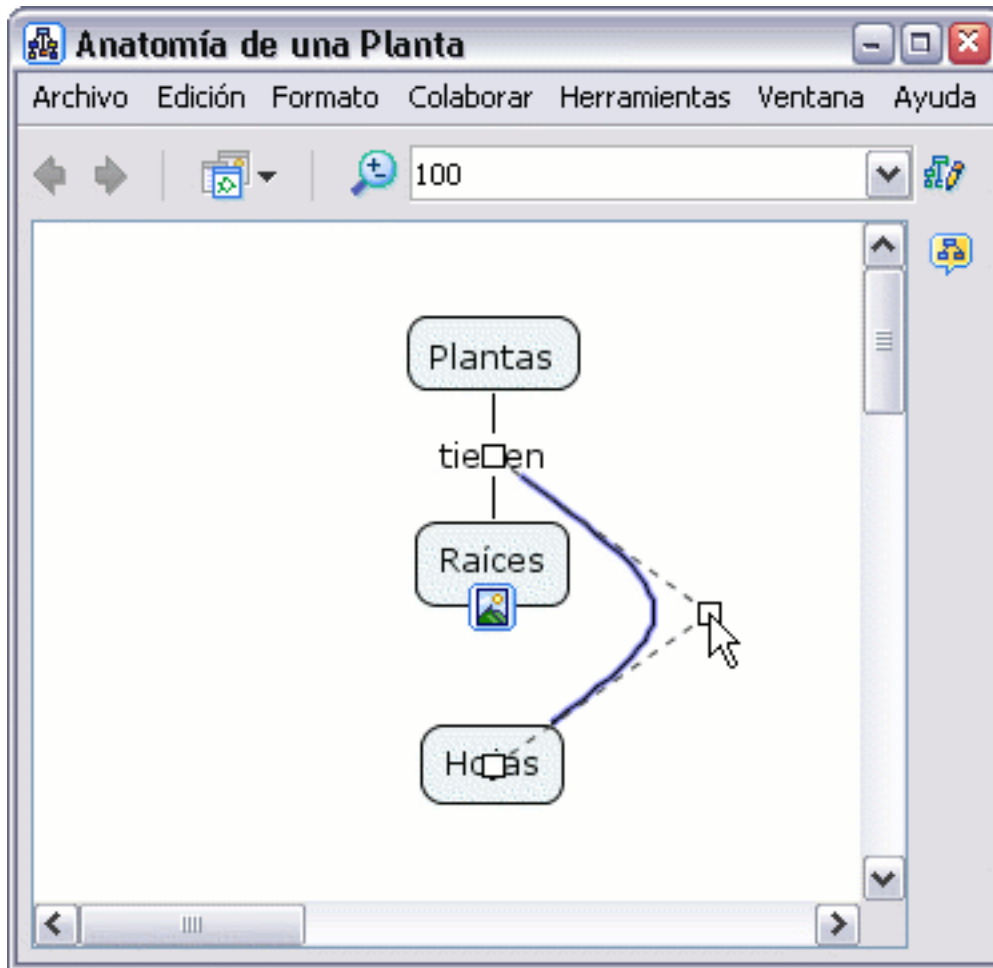 Anatomía de una Planta
Archivo Edición Formato Colaborar Herramientas Ventana Ayuda
100
Plantas
tienen
Raíces
Hojas